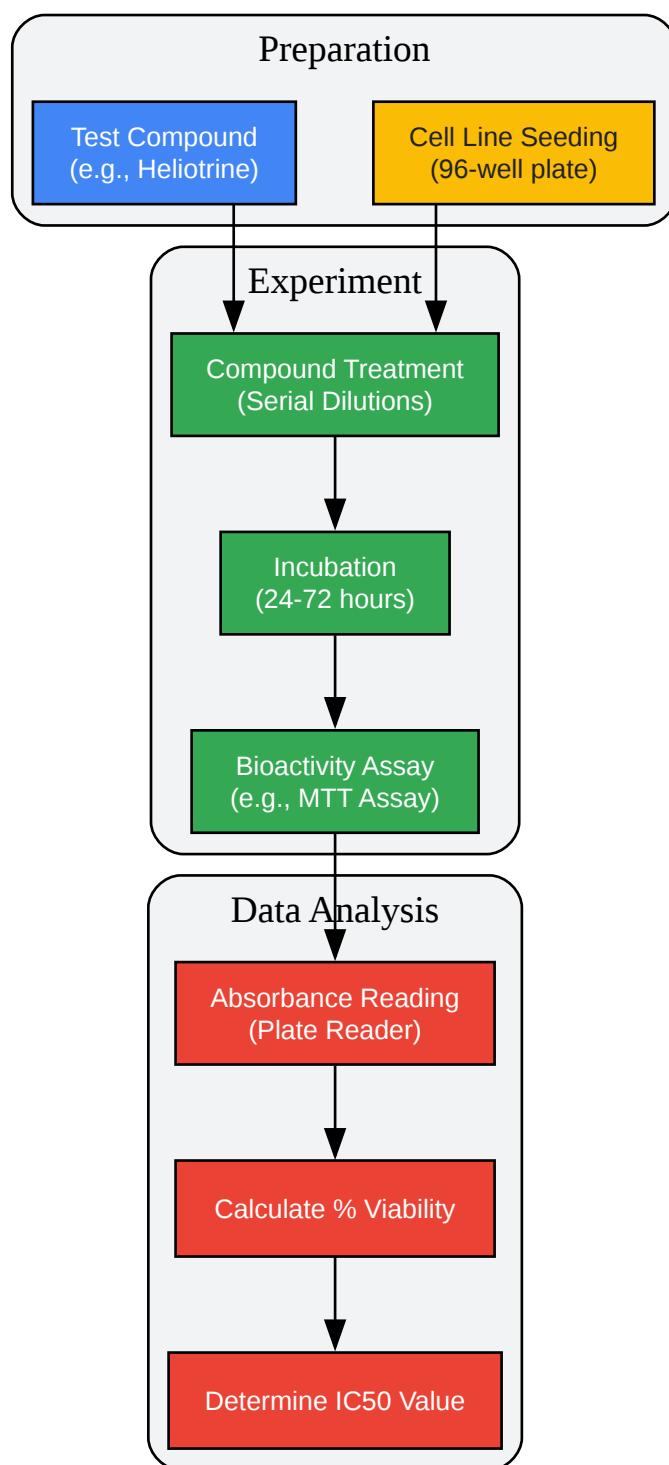 Preparation
Test Compound
(e.g., Heliotrine)
Cell Line Seeding
(96-well plate)
Experiment
Compound Treatment
(Serial Dilutions)
Incubation
(24-72 hours)
Bioactivity Assay
(e.g., MTT Assay)
Data Analysis
Absorbance Reading
(Plate Reader)
Calculate % Viability
Determine IC50 Value